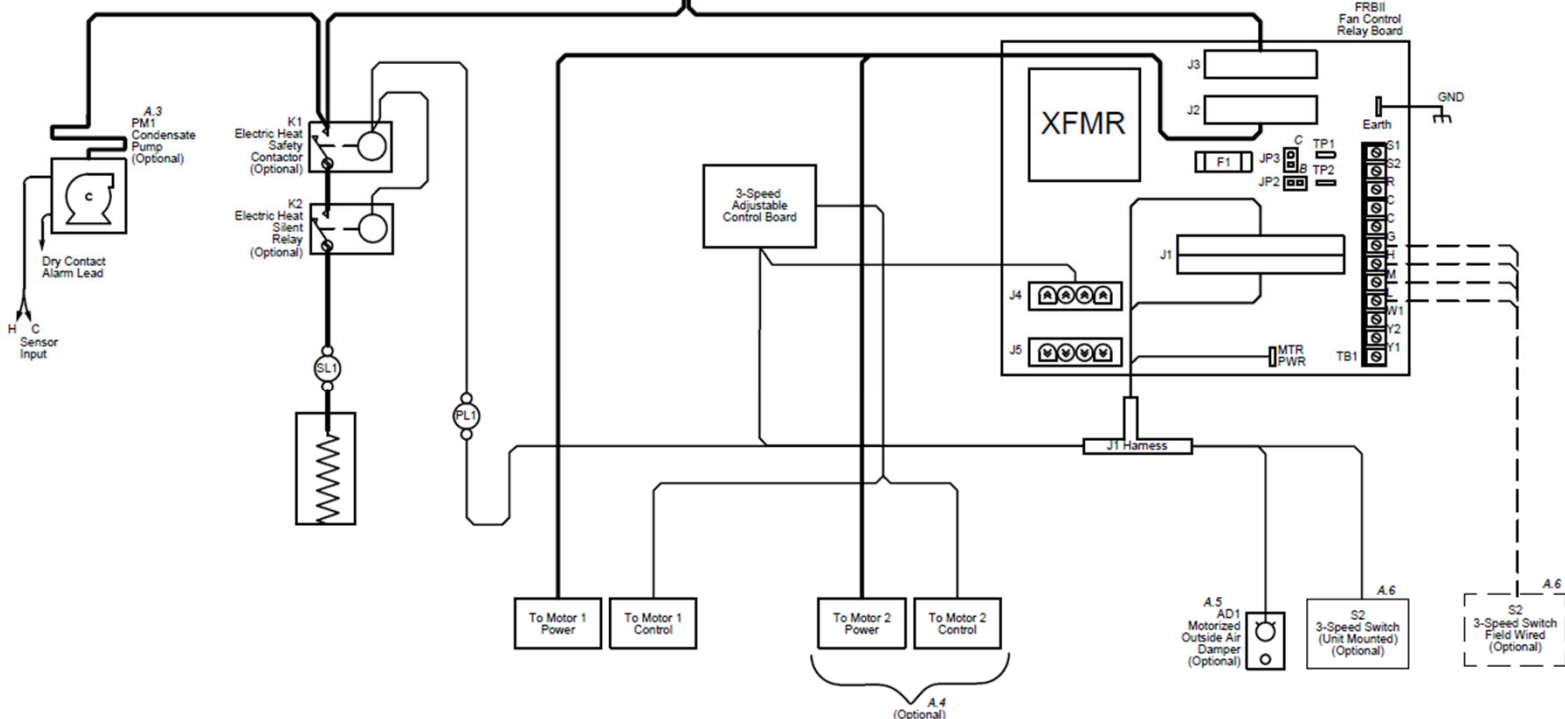 FRBII
Fan Control
Relay Board
J3
J2
XFMR
GND
Earth
F1
JP3
C
TP1
JP2
B
TP2
S1
S2
R
C
C
G
H
M
L
W1
Y2
Y1
TB1
J1
J4
J5
MTR
PWR
A.3
PM1
Condensate
Pump
(Optional)
C
Dry Contact
Alarm Lead
H C
Sensor
Input
K1
Electric Heat
Safety
Contactor
(Optional)
K2
Electric Heat
Silent
Relay
(Optional)
SL1
PL1
3-Speed
Adjustable
Control Board
J1 Harness
To Motor 1
Power
To Motor 1
Control
To Motor 2
Power
To Motor 2
Control
A.4
(Optional)
A.5
AD1
Motorized
Outside Air
Damper
(Optional)
A.6
S2
3-Speed Switch
(Unit Mounted)
(Optional)
A.6
S2
3-Speed Switch
Field Wired
(Optional)